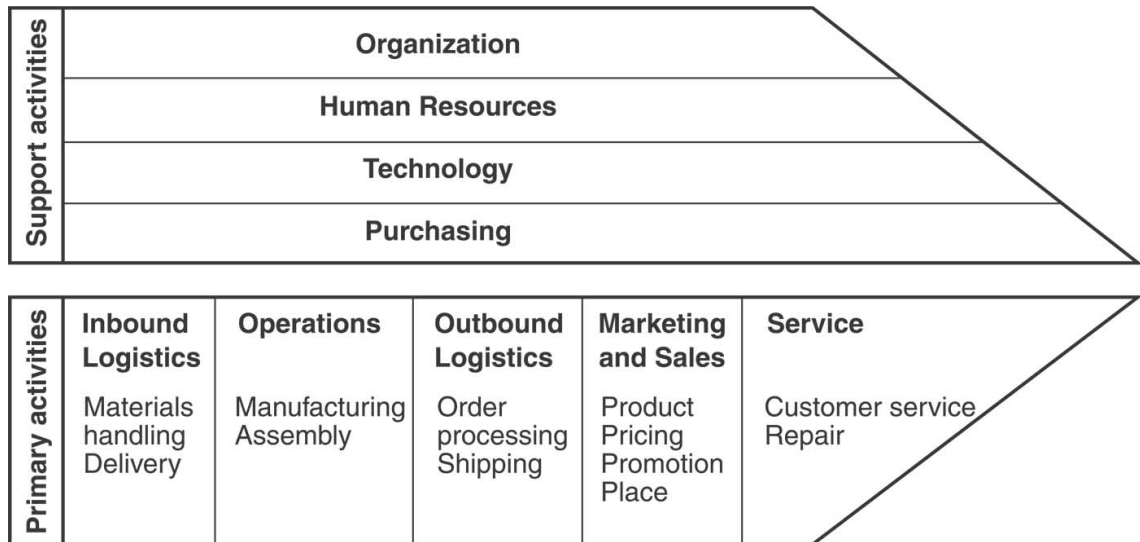 Support activities
Organization
Human Resources
Technology
Purchasing
Primary activities
Inbound
Logistics
Materials
handling
Delivery
Operations
Manufacturing
Assembly
Outbound
Logistics
Order
processing
Shipping
Marketing
and Sales
Product
Pricing
Promotion
Place
Service
Customer service
Repair